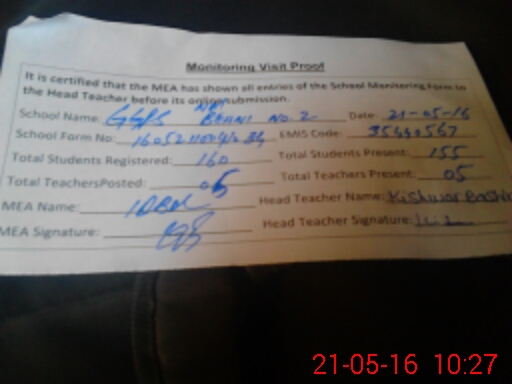 Monitoring Visit Proof
It is certified that the MEA has shown all entries of the School Monitoring Form to
the Head Teacher before its online submission.
School Name: GGPS No. 2 Date: 21-05-16
School Form No: EMIS Code: 35440567
Total Students Registered: 160 Total Students Present: 155
Total TeachersPosted: 05 Total Teachers Present: 05
MEA Name: Head Teacher Name: Kishwar Bashir
MEA Signature: Head Teacher Signature:
21-05-16 10:27